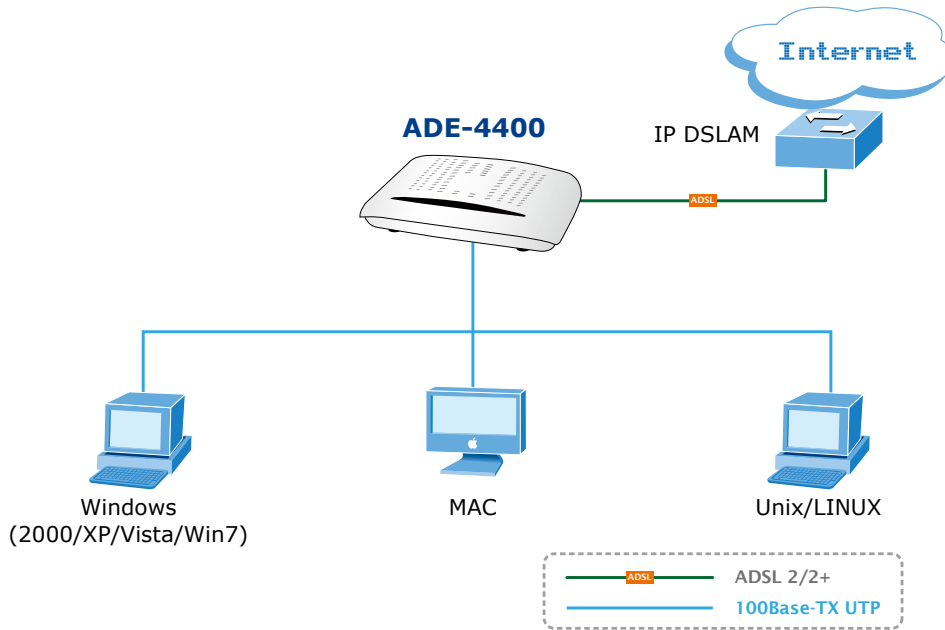 Internet
ADE-4400
IP DSLAM
ADSL
Windows
(2000/XP/Vista/Win7)
MAC
Unix/LINUX
ADSL
ADSL 2/2+
100Base-TX UTP